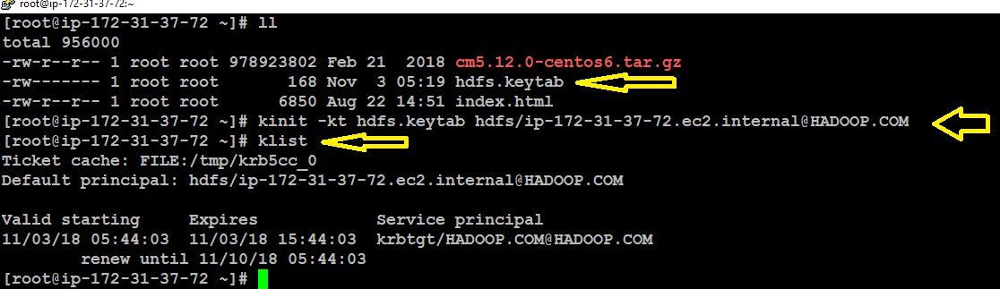 root@ip-172-31-37-72:~
[root@ip-172-31-37-72 ~]# ll
total 956000
-rw-r--r-- 1 root root 978923802 Feb 21  2018 cm5.12.0-centos6.tar.gz
-rw------- 1 root root       168 Nov  3 05:19 hdfs.keytab
-rw-r--r-- 1 root root      6850 Aug 22 14:51 index.html
[root@ip-172-31-37-72 ~]# kinit -kt hdfs.keytab hdfs/ip-172-31-37-72.ec2.internal@HADOOP.COM
[root@ip-172-31-37-72 ~]# klist
Ticket cache: FILE:/tmp/krb5cc_0
Default principal: hdfs/ip-172-31-37-72.ec2.internal@HADOOP.COM
Valid starting     Expires            Service principal
11/03/18 05:44:03  11/03/18 15:44:03  krbtgt/HADOOP.COM@HADOOP.COM
        renew until 11/10/18 05:44:03
[root@ip-172-31-37-72 ~]#